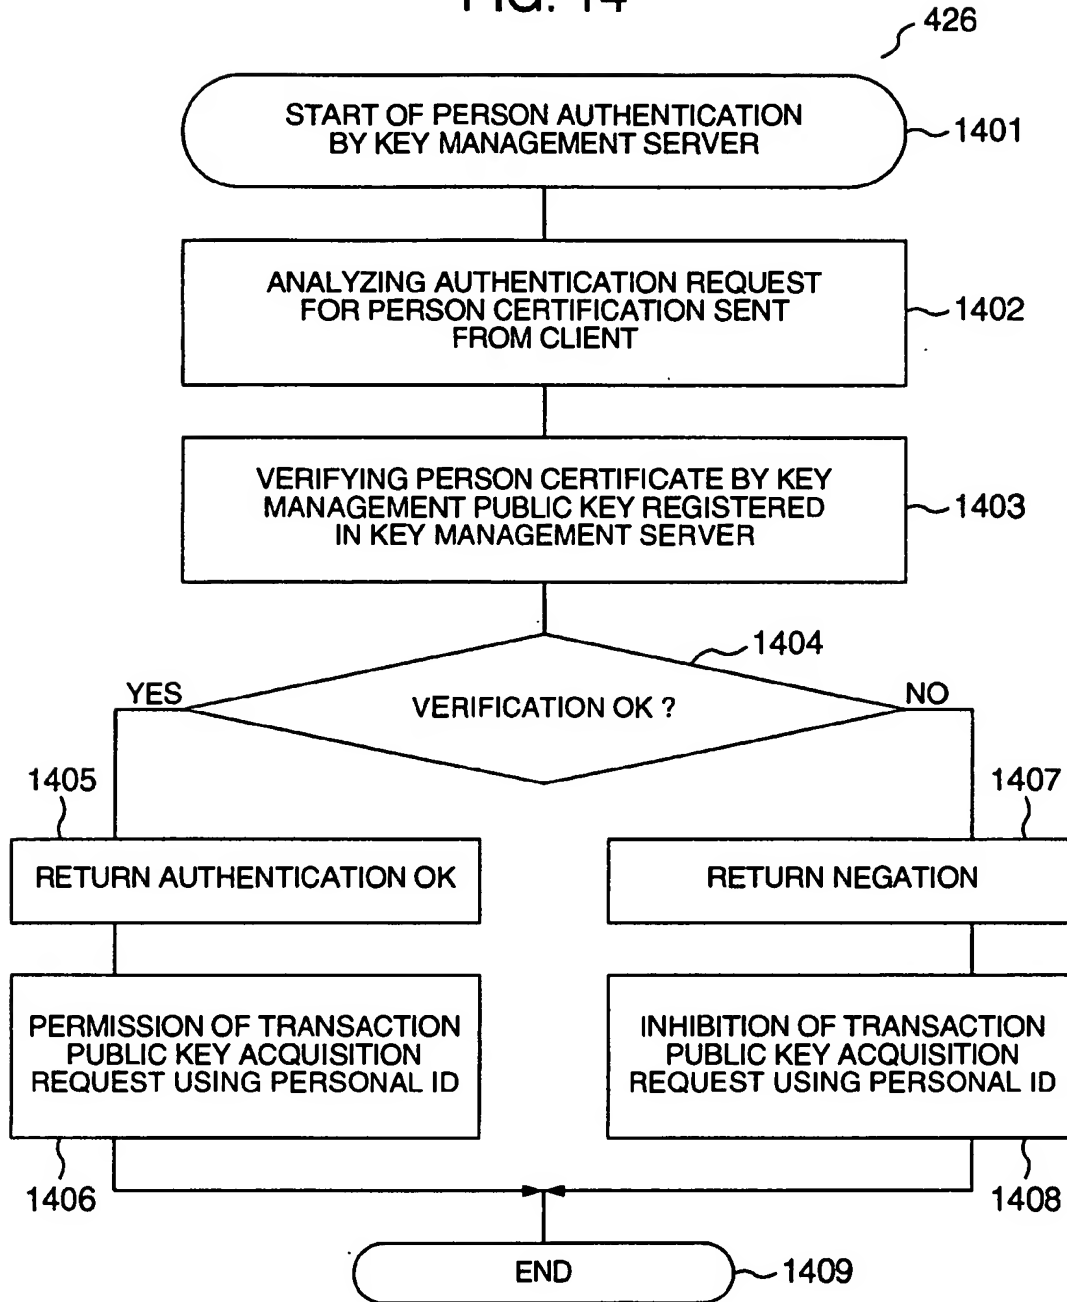 FIG. 14
426
START OF PERSON AUTHENTICATION
BY KEY MANAGEMENT SERVER
1401
ANALYZING AUTHENTICATION REQUEST
FOR PERSON CERTIFICATION SENT
FROM CLIENT
1402
VERIFYING PERSON CERTIFICATE BY KEY
MANAGEMENT PUBLIC KEY REGISTERED
IN KEY MANAGEMENT SERVER
1403
1404
YES
VERIFICATION OK ?
NO
1405
1407
RETURN AUTHENTICATION OK
RETURN NEGATION
PERMISSION OF TRANSACTION
PUBLIC KEY ACQUISITION
REQUEST USING PERSONAL ID
INHIBITION OF TRANSACTION
PUBLIC KEY ACQUISITION
REQUEST USING PERSONAL ID
1406
1408
END
1409